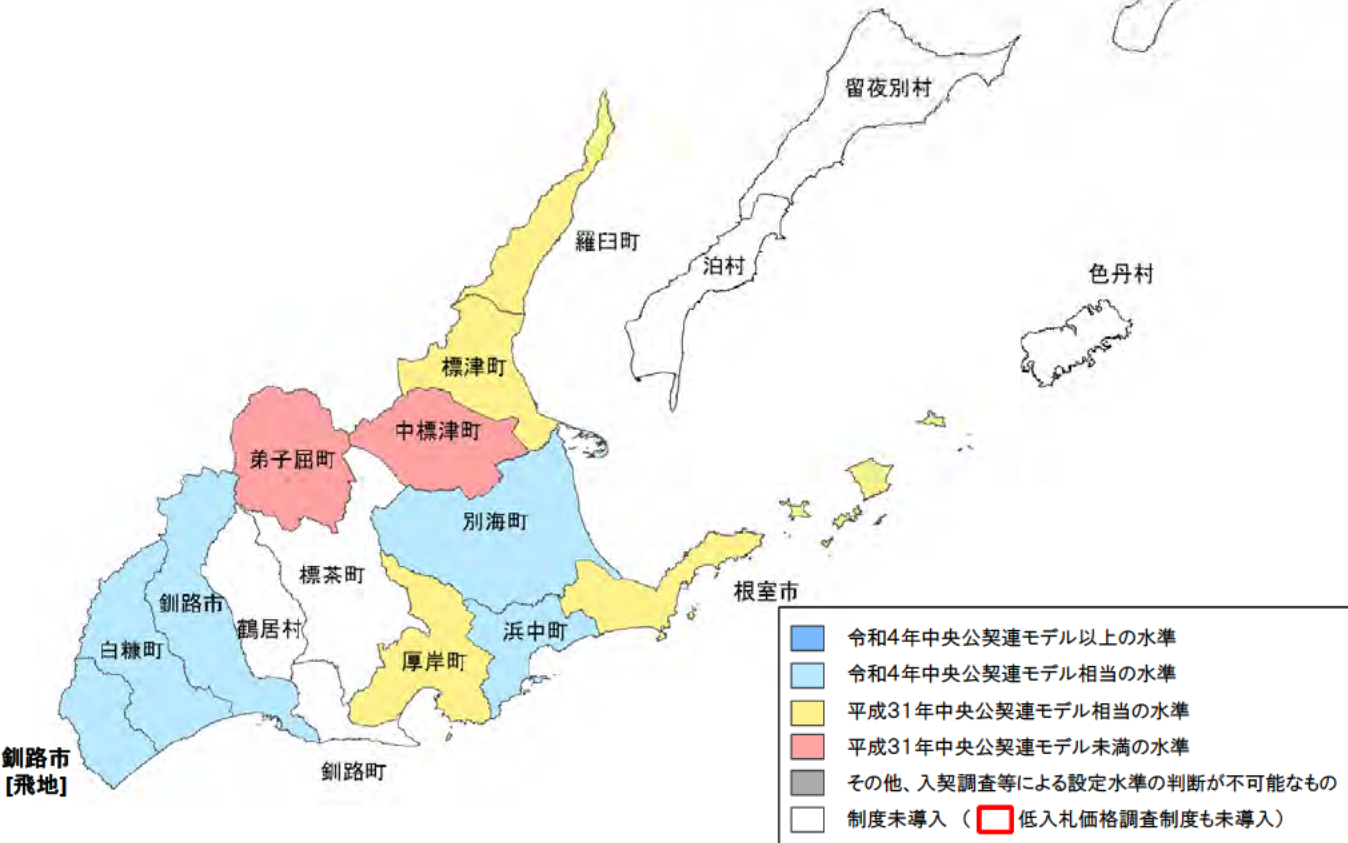 留夜別村
羅臼町
泊村
色丹村
標津町
中標津町
弟子屈町
別海町
標茶町
根室市
釧路市
鶴居村
浜中町
白糠町
厚岸町
釧路市
[飛地]
釧路町
令和4年中央公契連モデル以上の水準
令和4年中央公契連モデル相当の水準
平成31年中央公契連モデル相当の水準
平成31年中央公契連モデル未満の水準
その他、入契調査等による設定水準の判断が不可能なもの
制度未導入 ( 低入札価格調査制度も未導入)